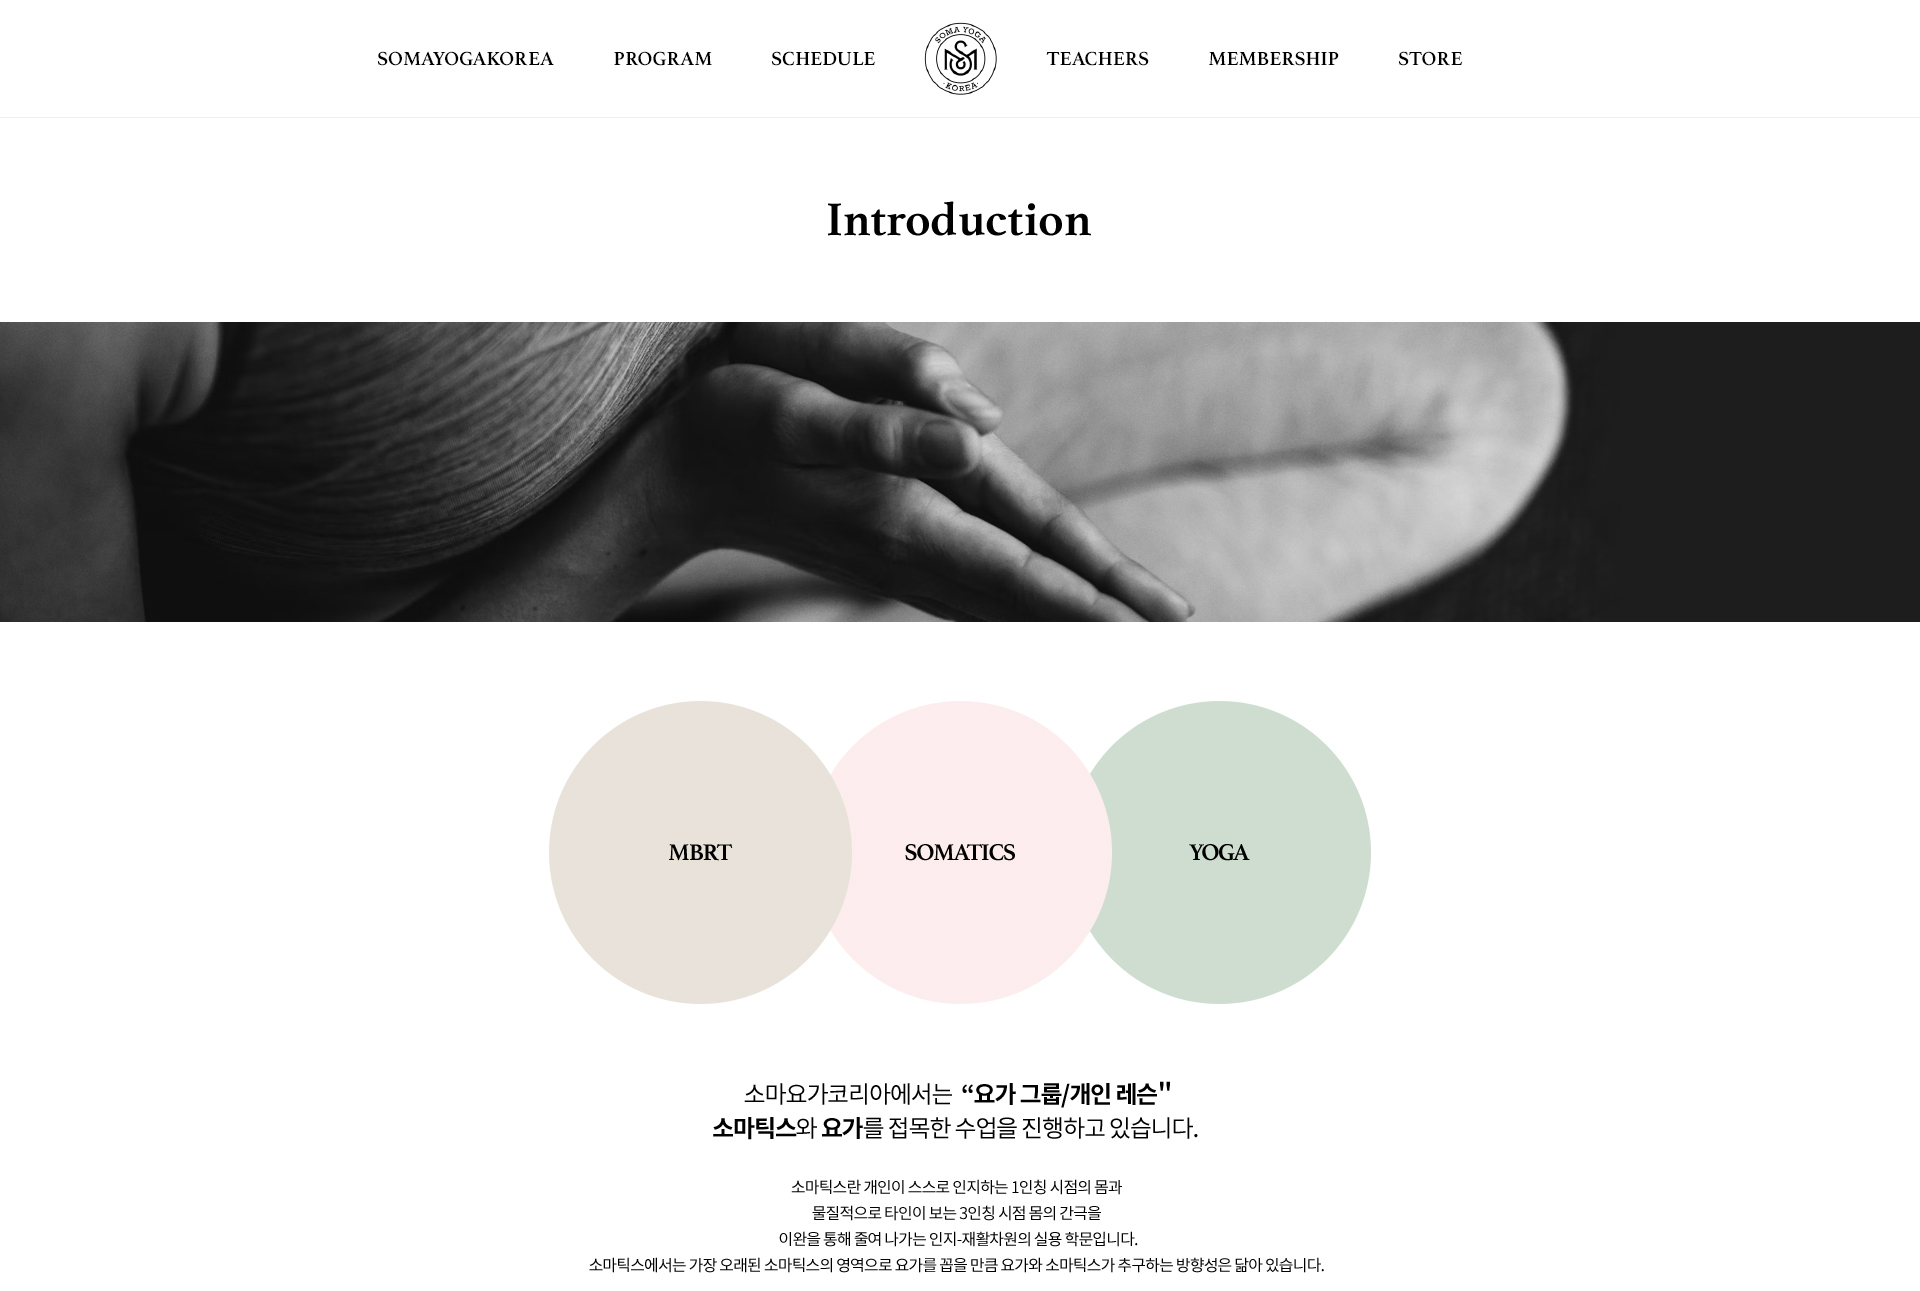 SOMAYOGAKOREA PROGRAM SCHEDULE SOMA YOGA SM ·KOREA· TEACHERS MEMBERSHIP STORE
Introduction
MBRT SOMATICS YOGA
소마요가코리아에서는 “요가 그룹/개인 레슨"
소마틱스와 요가를 접목한 수업을 진행하고 있습니다.
소마틱스란 개인이 스스로 인지하는 1인칭 시점의 몸과
물질적으로 타인이 보는 3인칭 시점 몸의 간극을
이완을 통해 줄여 나가는 인지-재활차원의 실용 학문입니다.
소마틱스에서는 가장 오래된 소마틱스의 영역으로 요가를 꼽을 만큼 요가와 소마틱스가 추구하는 방향성은 닮아 있습니다.